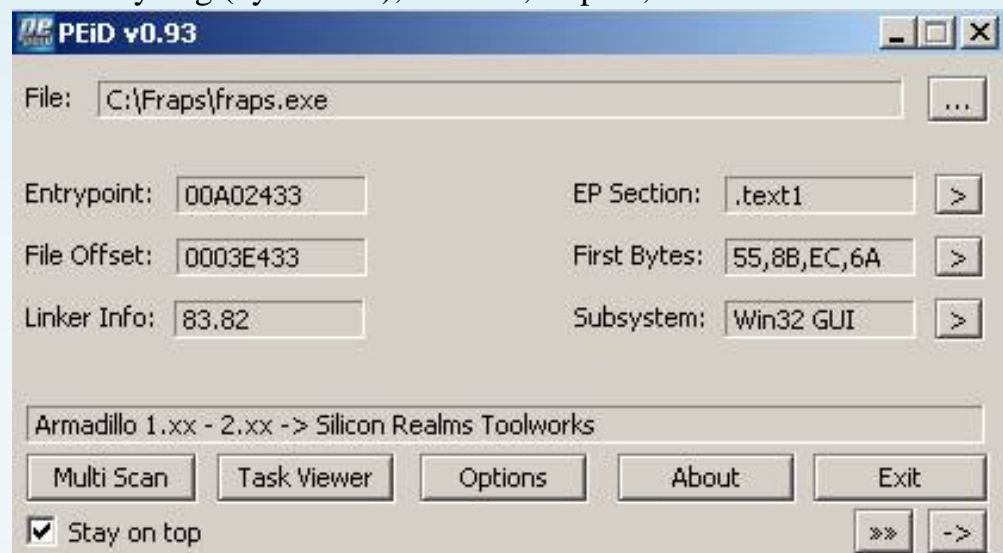 PEiD v0.93
File: C:\Fraps\fraps.exe ...
Entrypoint: 00A02433 EP Section: .text1 >
File Offset: 0003E433 First Bytes: 55,8B,EC,6A >
Linker Info: 83.82 Subsystem: Win32 GUI >
Armadillo 1.xx - 2.xx -> Silicon Realms Toolworks
Multi Scan Task Viewer Options About Exit
Stay on top »» ->